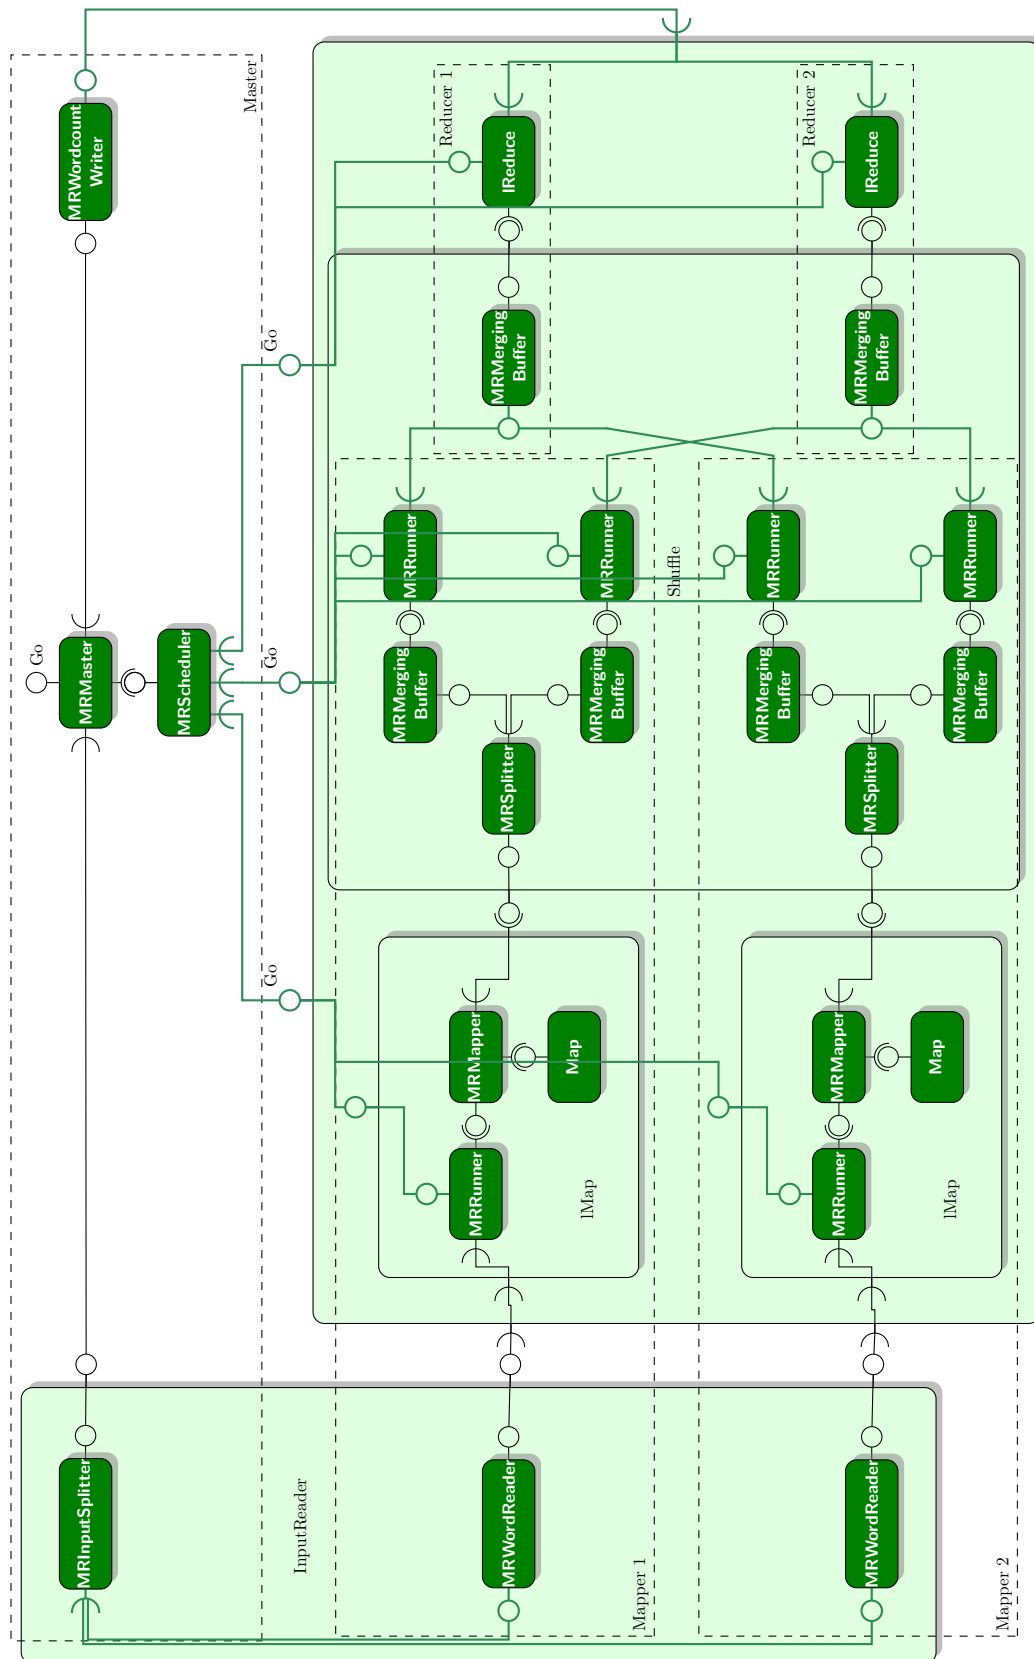 Go
MRInputSplitter
MRMaster
MRWordcount
Writer
MRScheduler
Master
Go
Go
Go
InputReader
MRMerging
Buffer
MRRunner
Reducer 1
MRRunner
MRMapper
MRWordReader
MRSplitter
MRMerging
Buffer
IReduce
Map
lMap
MRMerging
Buffer
MRRunner
Mapper 1
Shuffle
MRMerging
Buffer
MRRunner
Reducer 2
MRRunner
MRMapper
MRWordReader
MRSplitter
MRMerging
Buffer
IReduce
Map
lMap
MRMerging
Buffer
MRRunner
Mapper 2